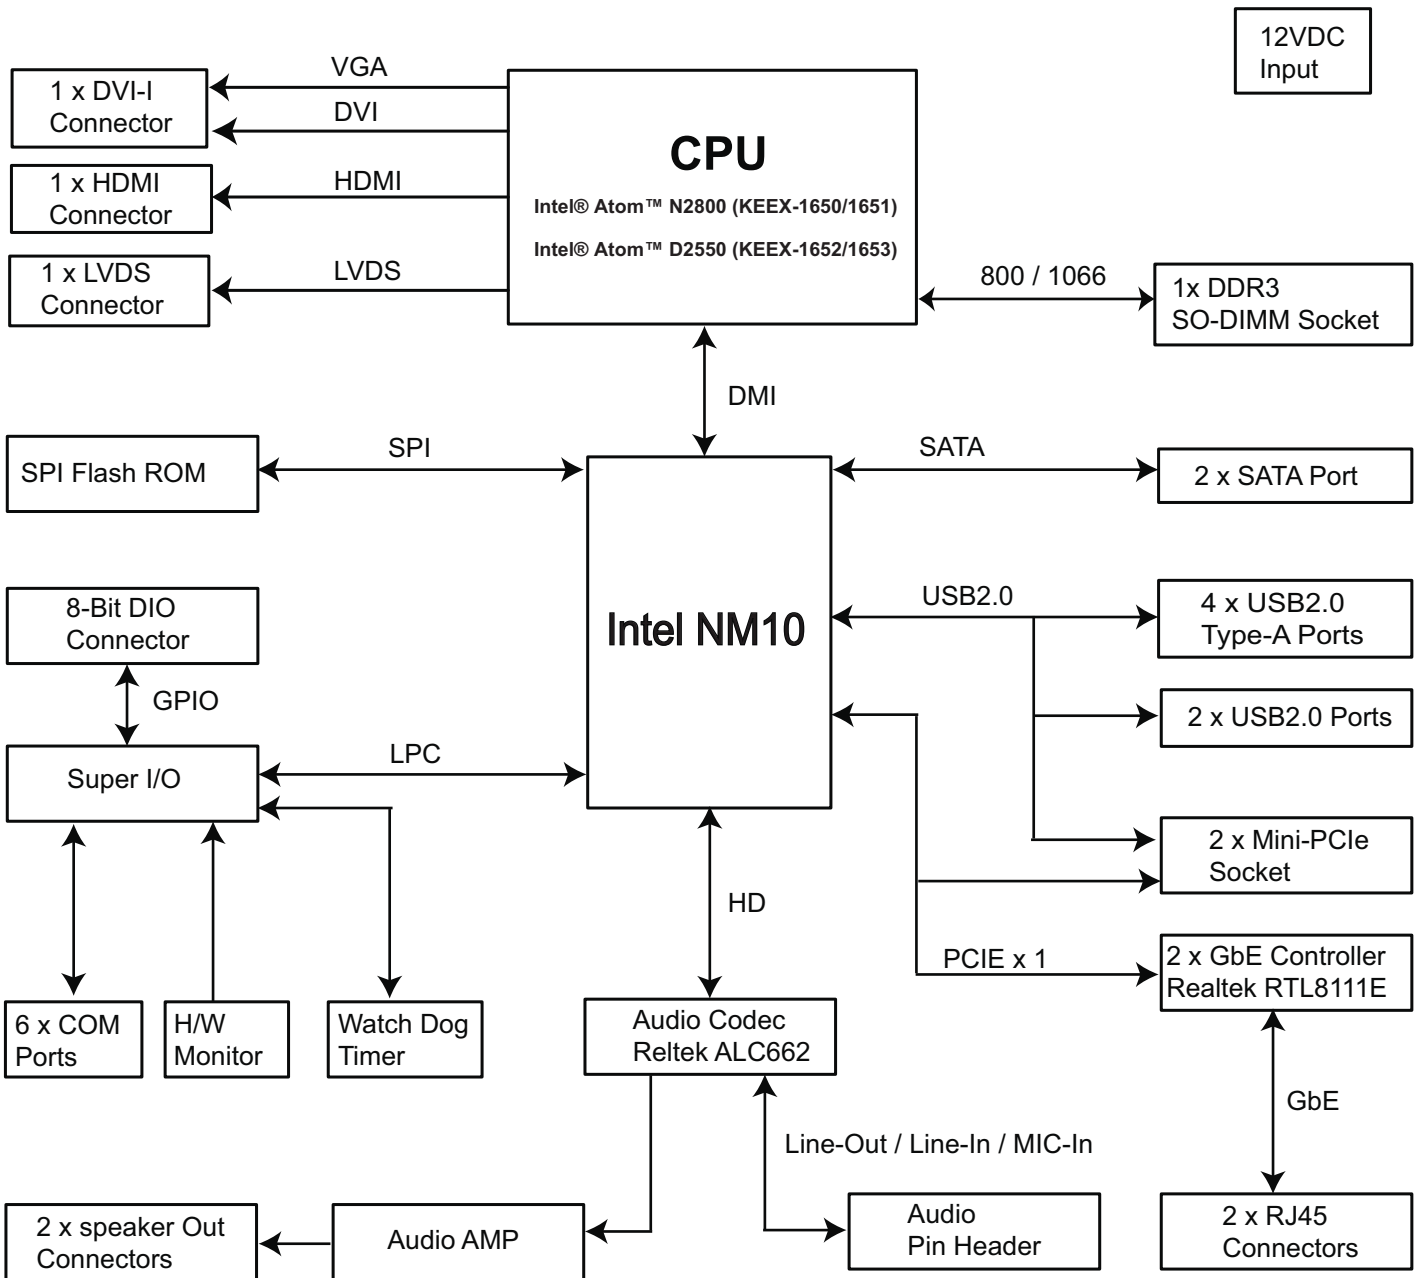 12VDC
Input
VGA
1 x DVI-I
Connector
DVI
CPU
Intel® Atom™ N2800 (KEEX-1650/1651)
Intel® Atom™ D2550 (KEEX-1652/1653)
1 x HDMI
Connector
HDMI
1 x LVDS
Connector
LVDS
800 / 1066
1x DDR3
SO-DIMM Socket
DMI
SPI Flash ROM
SPI
Intel NM10
SATA
2 x SATA Port
8-Bit DIO
Connector
USB2.0
4 x USB2.0
Type-A Ports
GPIO
2 x USB2.0 Ports
Super I/O
LPC
2 x Mini-PCIe
Socket
HD
PCIE x 1
2 x GbE Controller
Realtek RTL8111E
6 x COM
Ports
H/W
Monitor
Watch Dog
Timer
Audio Codec
Reltek ALC662
GbE
Line-Out / Line-In / MIC-In
2 x speaker Out
Connectors
Audio AMP
Audio
Pin Header
2 x RJ45
Connectors